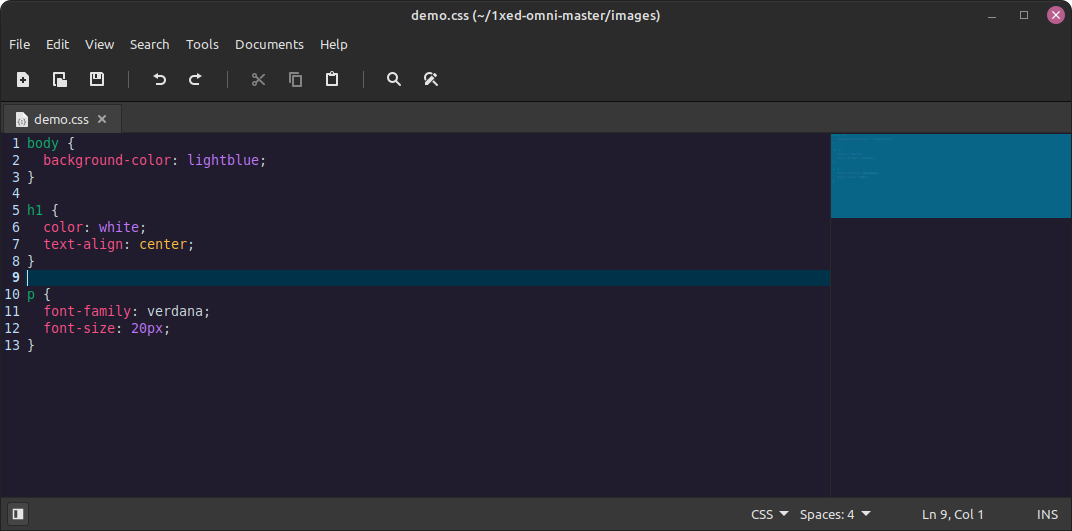 demo.css (~/1xed-omni-master/images)
File Edit View Search Tools Documents Help
demo.css
1 body {
2   background-color: lightblue;
3 }
4
5 h1 {
6   color: white;
7   text-align: center;
8 }
9
10 p {
11   font-family: verdana;
12   font-size: 20px;
13 }
CSS Spaces: 4 Ln 9, Col 1 INS